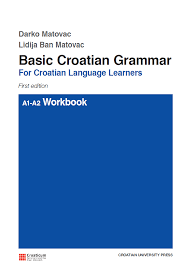 Darko Matovac
Lidija Ban Matovac
Basic Croatian Grammar
For Croatian Language Learners
First edition
A1-A2 Workbook
Croaticum
CROATIAN UNIVERSITY PRESS